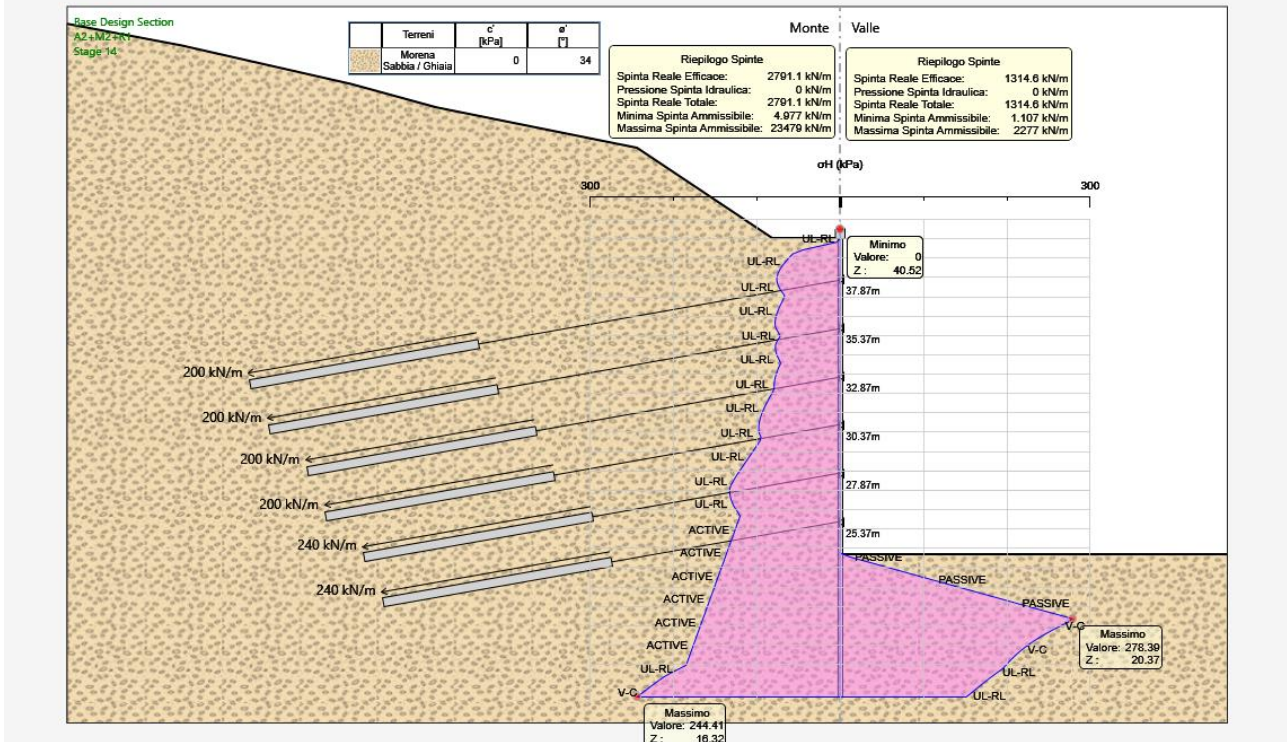 Base Design Section
A2+M2+R1
Stage 14
Terreni c' [kPa] ø' [°]
Morena Sabbia / Ghiaia 0 34
Monte Valle
Riepilogo Spinte
Spinta Reale Efficace: 2791.1 kN/m
Pressione Spinta Idraulica: 0 kN/m
Spinta Reale Totale: 2791.1 kN/m
Minima Spinta Ammissibile: 4.977 kN/m
Massima Spinta Ammissibile: 23479 kN/m
Riepilogo Spinte
Spinta Reale Efficace: 1314.6 kN/m
Pressione Spinta Idraulica: 0 kN/m
Spinta Reale Totale: 1314.6 kN/m
Minima Spinta Ammissibile: 1.107 kN/m
Massima Spinta Ammissibile: 2277 kN/m
σH (kPa)
300 300
UL-RL
Minimo
Valore: 0
Z : 40.52
UL-RL
UL-RL
37.87m
UL-RL
UL-RL
35.37m
UL-RL
200 kN/m
UL-RL
32.87m
UL-RL
200 kN/m
UL-RL
30.37m
UL-RL
200 kN/m
UL-RL
27.87m
UL-RL
200 kN/m
ACTIVE
25.37m
240 kN/m
ACTIVE
PASSIVE
ACTIVE
PASSIVE
240 kN/m
ACTIVE
PASSIVE
ACTIVE
V-C
Massimo
Valore: 278.39
Z : 20.37
ACTIVE
V-C
UL-RL
UL-RL
V-C
UL-RL
Massimo
Valore: 244.41
Z : 16.32